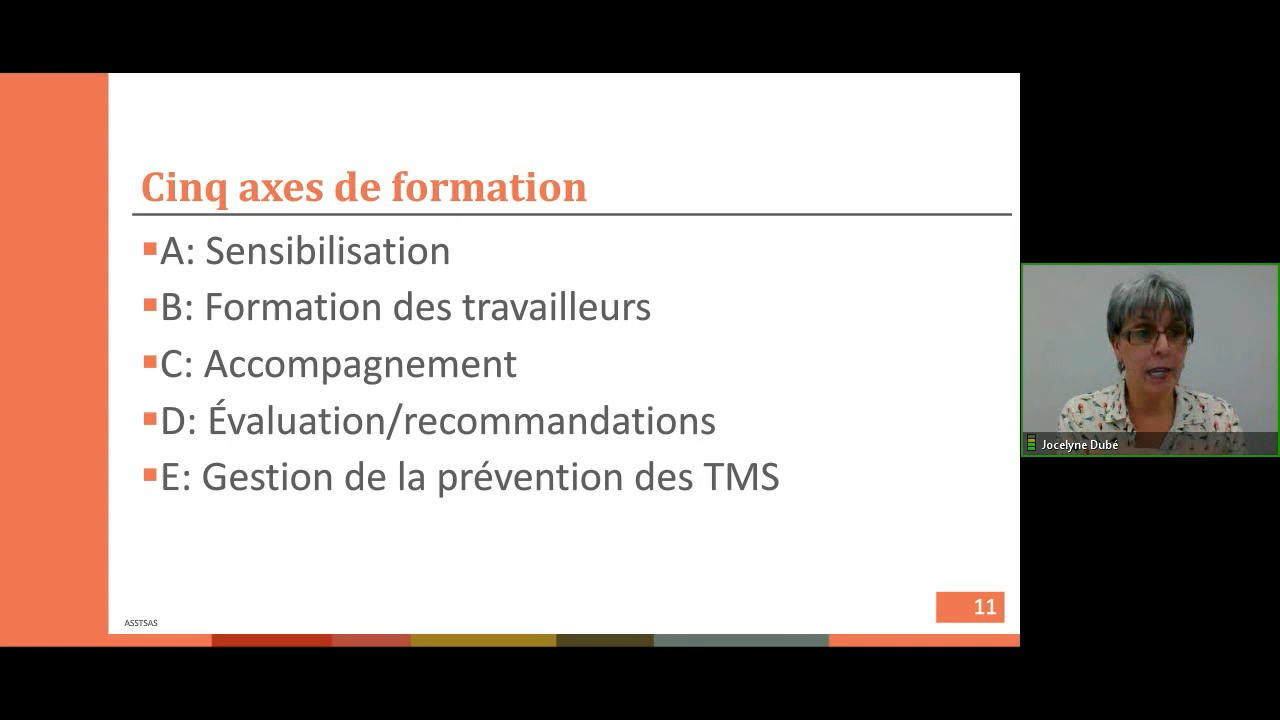 Cinq axes de formation
A: Sensibilisation
B: Formation des travailleurs
C: Accompagnement
D: Évaluation/recommandations
E: Gestion de la prévention des TMS
Jocelyne Dubé
11
ASSTSAS